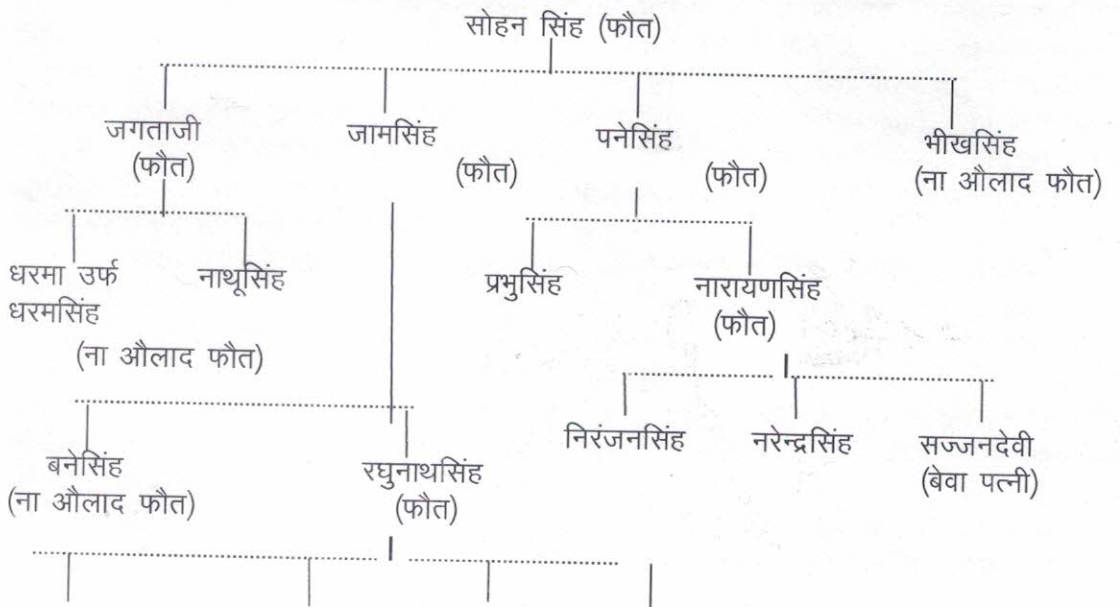 सोहन सिंह (फौत)
जगताजी जामसिंह पनेसिंह भीखसिंह
(फौत) (फौत) (फौत) (ना औलाद फौत)
धरमा उर्फ नाथूसिंह प्रभुसिंह नारायणसिंह
धरमसिंह (फौत)
(ना औलाद फौत)
निरंजनसिंह नरेन्द्रसिंह सज्जनदेवी
(बेवा पत्नी)
बनेसिंह रघुनाथसिंह
(ना औलाद फौत) (फौत)